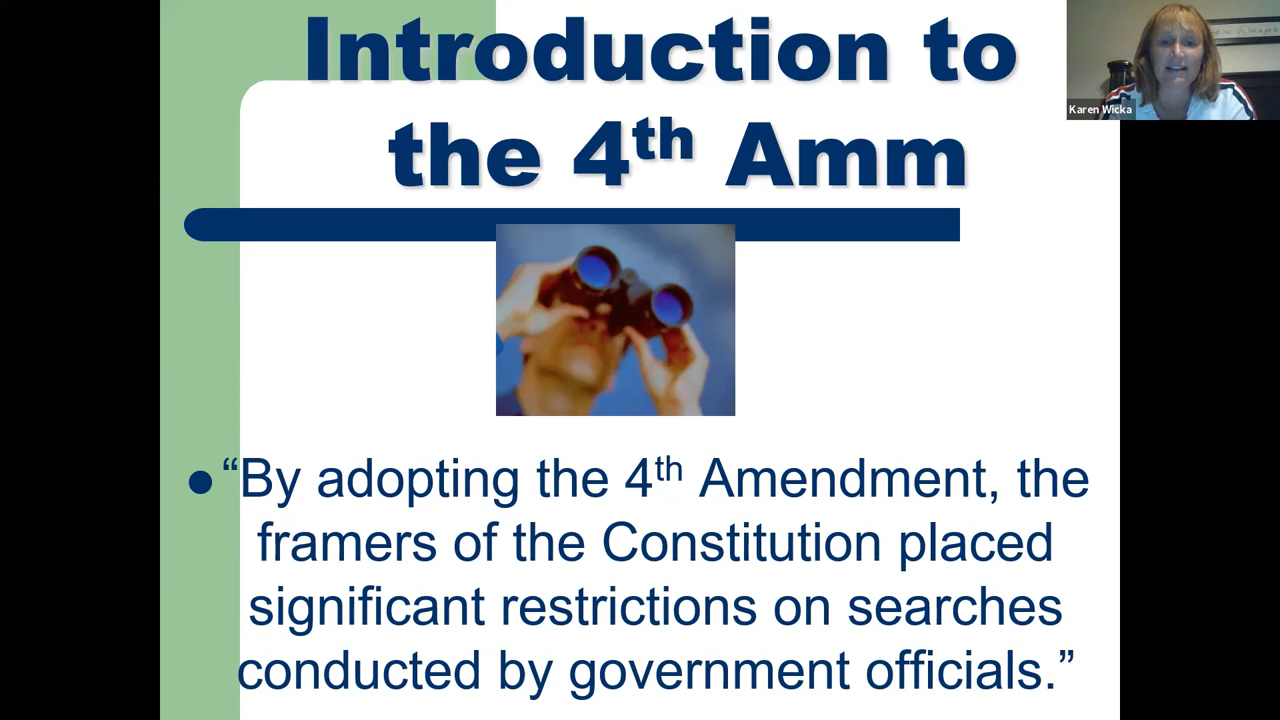 Introduction to
the 4th Amm
Karen Wicka
● “By adopting the 4th Amendment, the
framers of the Constitution placed
significant restrictions on searches
conducted by government officials.”